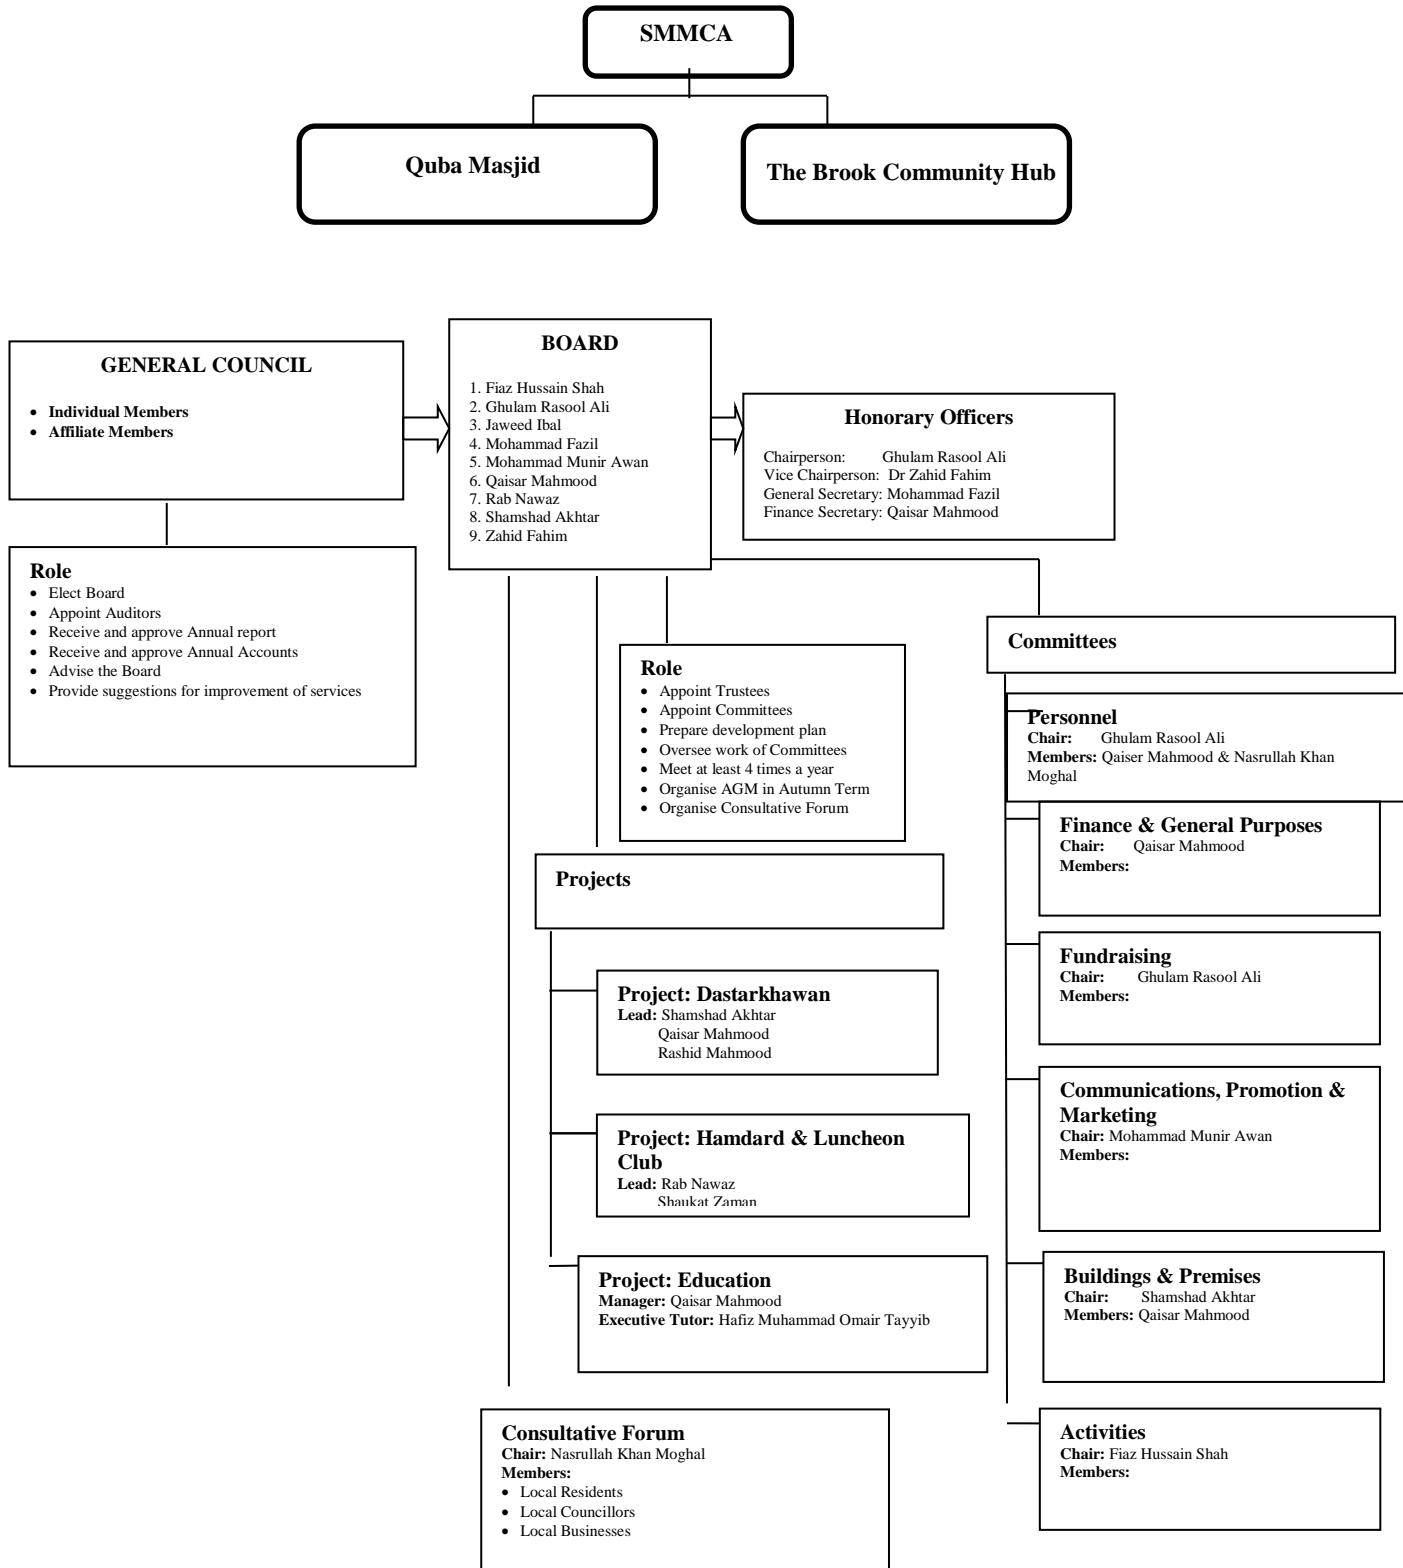 SMMCA
Quba Masjid
The Brook Community Hub
GENERAL COUNCIL
• Individual Members
• Affiliate Members
BOARD
1. Fiaz Hussain Shah
2. Ghulam Rasool Ali
3. Jaweed Ibal
4. Mohammad Fazil
5. Mohammad Munir Awan
6. Qaisar Mahmood
7. Rab Nawaz
8. Shamshad Akhtar
9. Zahid Fahim
Honorary Officers
Chairperson: Ghulam Rasool Ali
Vice Chairperson: Dr Zahid Fahim
General Secretary: Mohammad Fazil
Finance Secretary: Qaisar Mahmood
Role
• Elect Board
• Appoint Auditors
• Receive and approve Annual report
• Receive and approve Annual Accounts
• Advise the Board
• Provide suggestions for improvement of services
Role
• Appoint Trustees
• Appoint Committees
• Prepare development plan
• Oversee work of Committees
• Meet at least 4 times a year
• Organise AGM in Autumn Term
• Organise Consultative Forum
Committees
Personnel
Chair: Ghulam Rasool Ali
Members: Qaiser Mahmood & Nasrullah Khan
Moghal
Finance & General Purposes
Chair: Qaisar Mahmood
Members:
Fundraising
Chair: Ghulam Rasool Ali
Members:
Communications, Promotion &
Marketing
Chair: Mohammad Munir Awan
Members:
Buildings & Premises
Chair: Shamshad Akhtar
Members: Qaisar Mahmood
Activities
Chair: Fiaz Hussain Shah
Members:
Projects
Project: Dastarkhawan
Lead: Shamshad Akhtar
Qaisar Mahmood
Rashid Mahmood
Project: Hamdard & Luncheon
Club
Lead: Rab Nawaz
Shaukat Zaman
Project: Education
Manager: Qaisar Mahmood
Executive Tutor: Hafiz Muhammad Omair Tayyib
Consultative Forum
Chair: Nasrullah Khan Moghal
Members:
• Local Residents
• Local Councillors
• Local Businesses